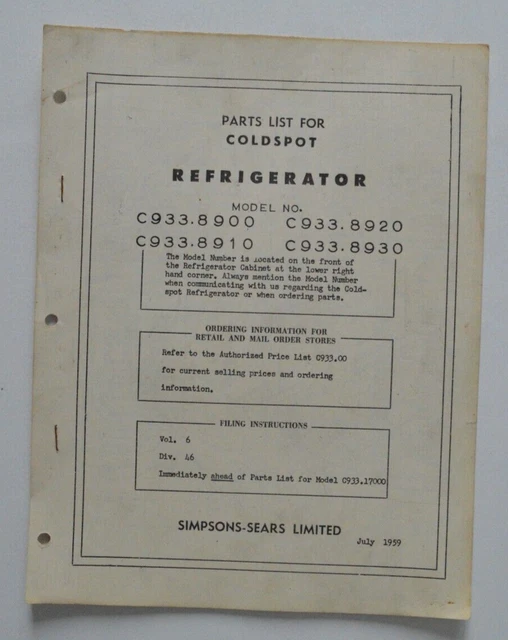 PARTS LIST FOR
COLDSPOT
REFRIGERATOR
MODEL NO.
C933.8900 C933.8920
C933.8910 C933.8930
The Model Number is located on the front of
the Refrigerator Cabinet at the lower right
hand corner. Always mention the Model Number
when communicating with us regarding the Cold-
spot Refrigerator or when ordering parts.
ORDERING INFORMATION FOR
RETAIL AND MAIL ORDER STORES
Refer to the Authorized Price List C933.00
for current selling prices and ordering
information.
FILING INSTRUCTIONS
Vol. 6
Div. 46
Immediately ahead of Parts List for Model C933.17000
SIMPSONS-SEARS LIMITED
July 1959